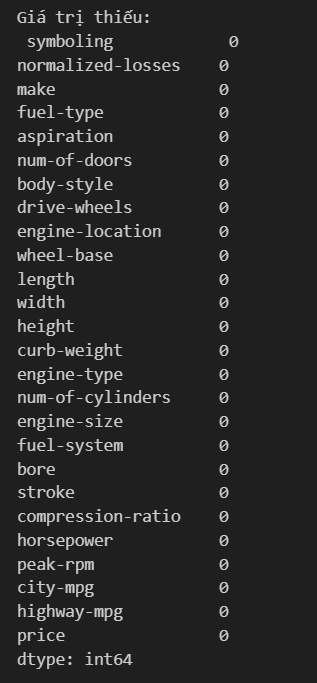 Giá trị thiếu:
 symboling            0
normalized-losses    0
make                 0
fuel-type            0
aspiration           0
num-of-doors         0
body-style           0
drive-wheels         0
engine-location      0
wheel-base           0
length               0
width                0
height               0
curb-weight          0
engine-type          0
num-of-cylinders     0
engine-size          0
fuel-system          0
bore                 0
stroke               0
compression-ratio    0
horsepower           0
peak-rpm             0
city-mpg             0
highway-mpg          0
price                0
dtype: int64